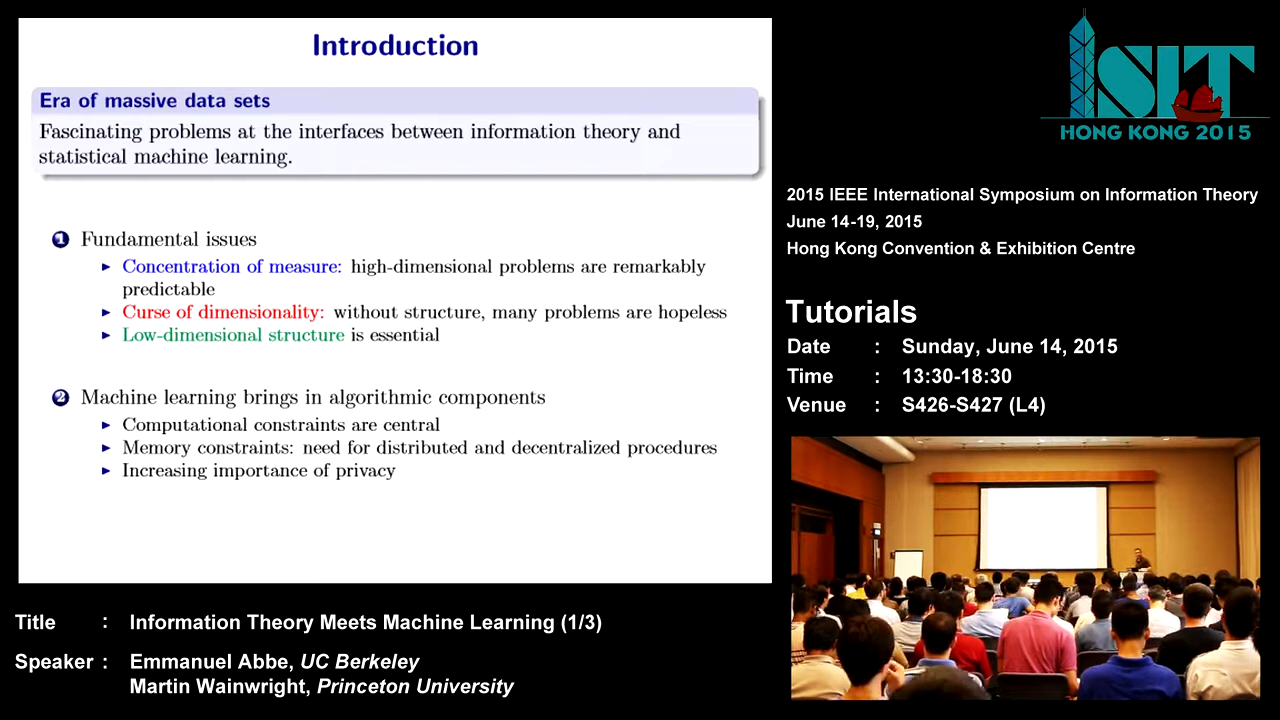 Introduction
Era of massive data sets
Fascinating problems at the interfaces between information theory and
statistical machine learning.
1 Fundamental issues
Concentration of measure: high-dimensional problems are remarkably
predictable
Curse of dimensionality: without structure, many problems are hopeless
Low-dimensional structure is essential
2 Machine learning brings in algorithmic components
Computational constraints are central
Memory constraints: need for distributed and decentralized procedures
Increasing importance of privacy
ISIT
HONG KONG 2015
2015 IEEE International Symposium on Information Theory
June 14-19, 2015
Hong Kong Convention & Exhibition Centre
Tutorials
Date : Sunday, June 14, 2015
Time : 13:30-18:30
Venue : S426-S427 (L4)
Title : Information Theory Meets Machine Learning (1/3)
Speaker : Emmanuel Abbe, UC Berkeley
Martin Wainwright, Princeton University